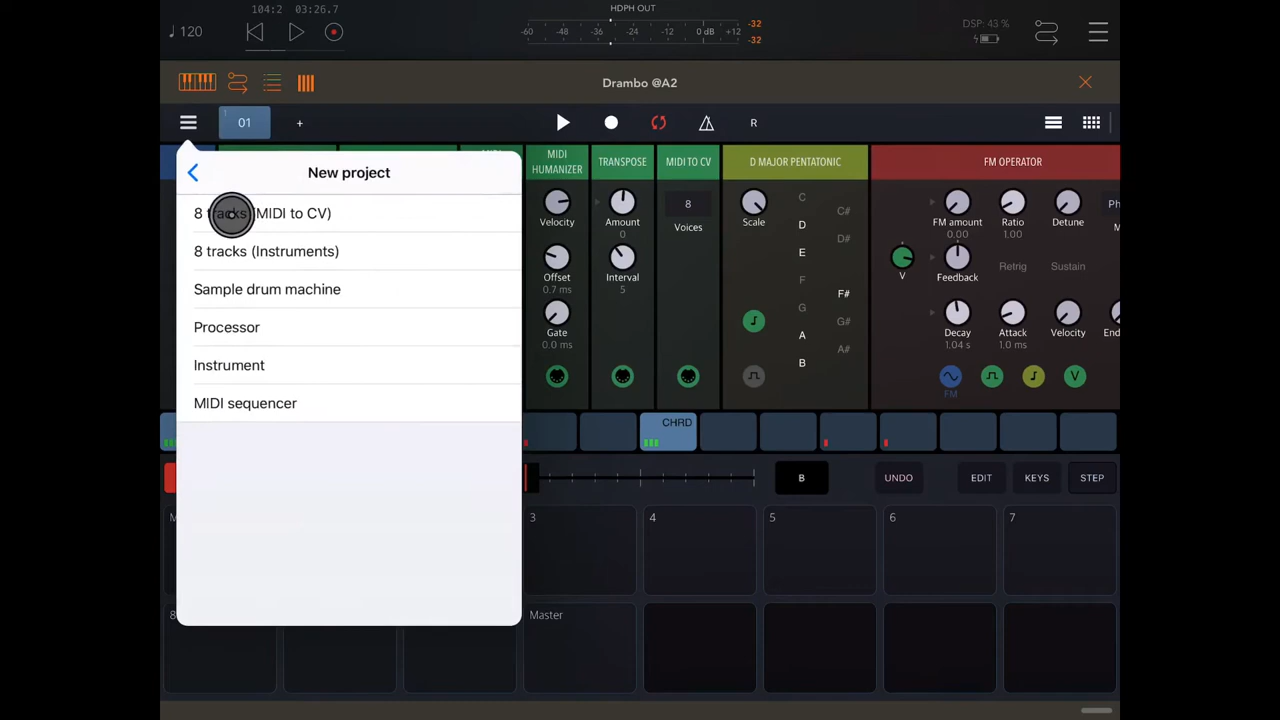 104:2 03:26.7
HDPH OUT
120
-60 -48 -36 -24 -12 0 dB +12
-32
-32
DSP: 43 %
Drambo @A2
1
01
+
R
New project
8 tracks (MIDI to CV)
8 tracks (Instruments)
Sample drum machine
Processor
Instrument
MIDI sequencer
MIDI HUMANIZER
Velocity
Offset
0.7 ms
Gate
0.0 ms
TRANSPOSE
Amount
0
Interval
5
MIDI TO CV
8
Voices
D MAJOR PENTATONIC
Scale
C
C#
D
D#
E
F
F#
G
G#
A
A#
B
FM OPERATOR
FM amount
0.00
Ratio
1.00
Detune
Ph
V
Feedback
Retrig
Sustain
Decay
1.04 s
Attack
1.0 ms
Velocity
FM
V
CHRD
B
UNDO
EDIT
KEYS
STEP
3
4
5
6
7
8
Master